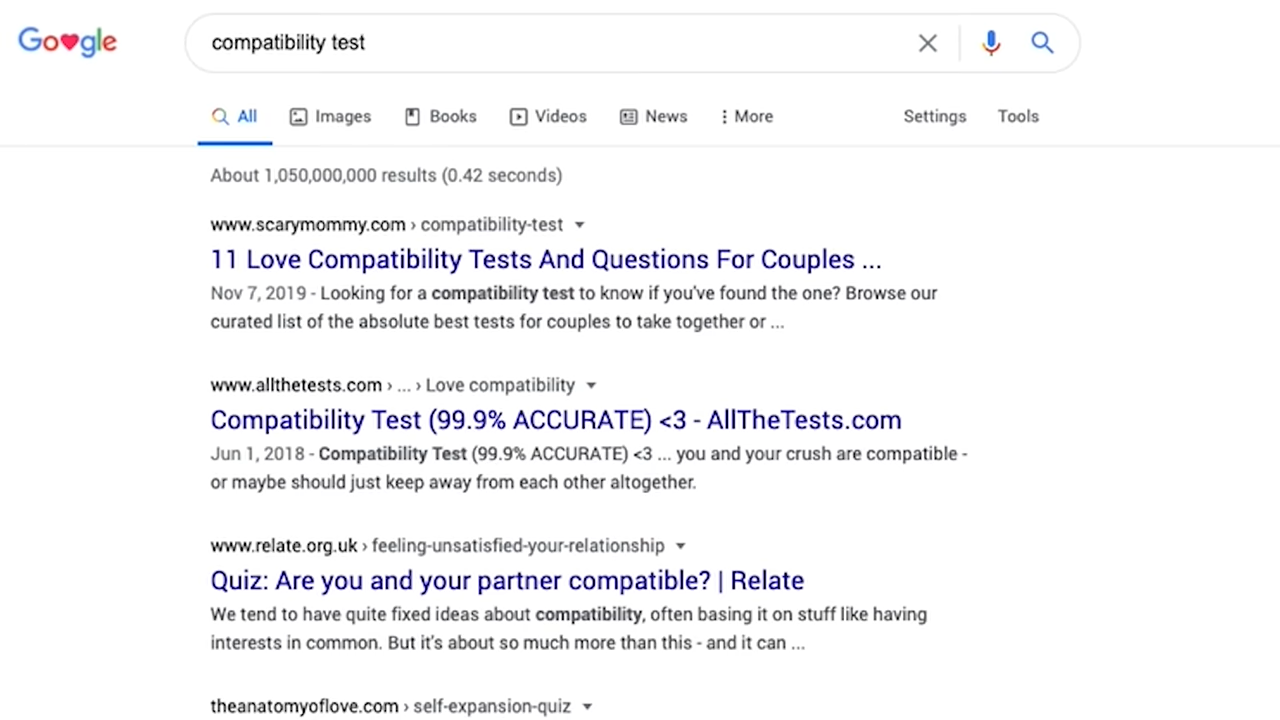 Go♥gle
compatibility test
All Images Books Videos News More Settings Tools
About 1,050,000,000 results (0.42 seconds)
www.scarymommy.com › compatibility-test
11 Love Compatibility Tests And Questions For Couples ...
Nov 7, 2019 - Looking for a compatibility test to know if you've found the one? Browse our
curated list of the absolute best tests for couples to take together or ...
www.allthetests.com › ... › Love compatibility
Compatibility Test (99.9% ACCURATE) <3 - AllTheTests.com
Jun 1, 2018 - Compatibility Test (99.9% ACCURATE) <3 ... you and your crush are compatible -
or maybe should just keep away from each other altogether.
www.relate.org.uk › feeling-unsatisfied-your-relationship
Quiz: Are you and your partner compatible? | Relate
We tend to have quite fixed ideas about compatibility, often basing it on stuff like having
interests in common. But it's about so much more than this - and it can ...
theanatomyoflove.com › self-expansion-quiz